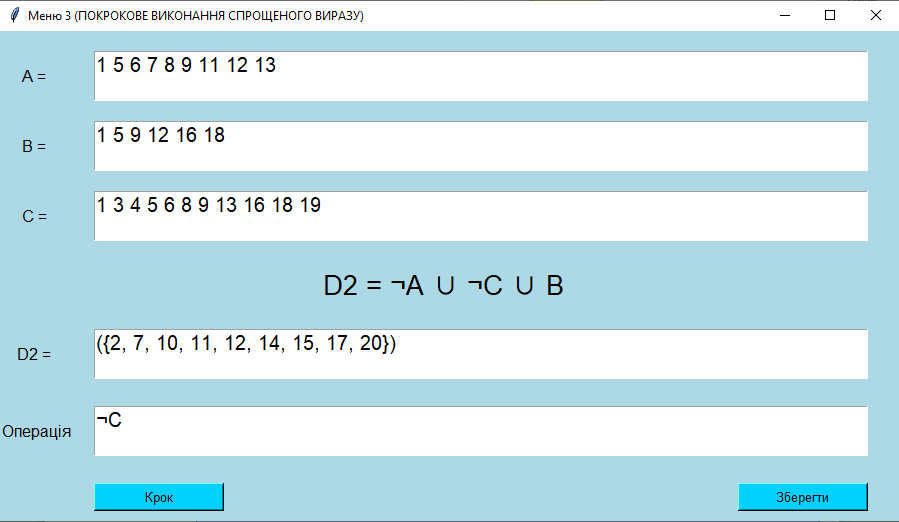 Меню 3 (ПОКРОКОВЕ ВИКОНАННЯ СПРОЩЕНОГО ВИРАЗУ)
A = 1 5 6 7 8 9 11 12 13
B = 1 5 9 12 16 18
C = 1 3 4 5 6 8 9 13 16 18 19
D2 = ¬A ∪ ¬C ∪ B
D2 = ({2, 7, 10, 11, 12, 14, 15, 17, 20})
Операція ¬C
Крок Зберегти